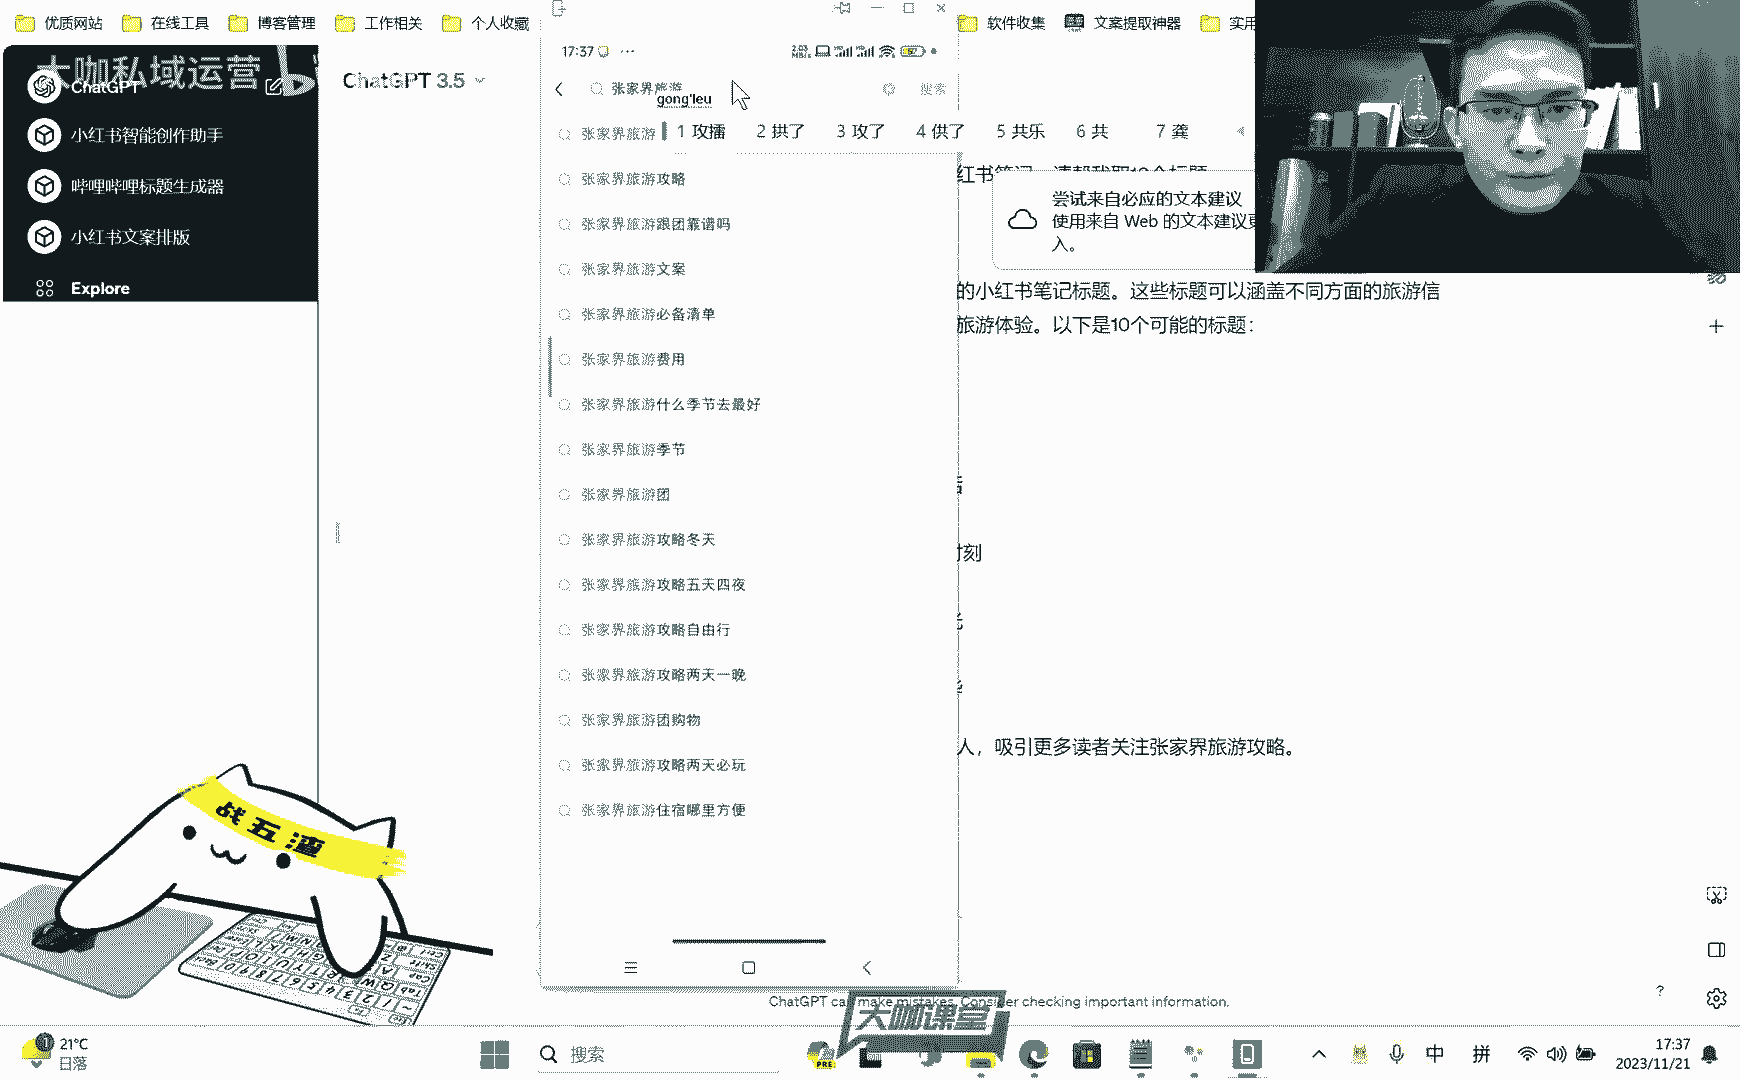 优质网站
在线工具
博客管理
工作相关
个人收藏
软件收集
文案提取神器
大咖私域运营
ChatGPT
小红书智能创作助手
哔哩哔哩标题生成器
小红书文案排版
Explore
ChatGPT 3.5
17:37
张家界旅游
搜索
gong'leu
1 攻擂 2 拱了 3 攻了 4 供了 5 共乐 6 共 7 龚
张家界旅游
张家界旅游攻略
张家界旅游跟团靠谱吗
张家界旅游文案
张家界旅游必备清单
张家界旅游费用
张家界旅游什么季节去最好
张家界旅游季节
张家界旅游团
张家界旅游攻略冬天
张家界旅游攻略五天四夜
张家界旅游攻略自由行
张家界旅游攻略两天一晚
张家界旅游团购物
张家界旅游攻略两天必玩
张家界旅游住宿哪里方便
尝试来自必应的文本建议
使用来自 Web 的文本建议
入。
的小红书笔记标题。这些标题可以涵盖不同方面的旅游信
旅游体验。以下是10个可能的标题：
时刻
人，吸引更多读者关注张家界旅游攻略。
战五渣
ChatGPT can make mistakes. Consider checking important information.
大咖课堂
21°C
日落
搜索
PRE
中
拼
17:37
2023/11/21